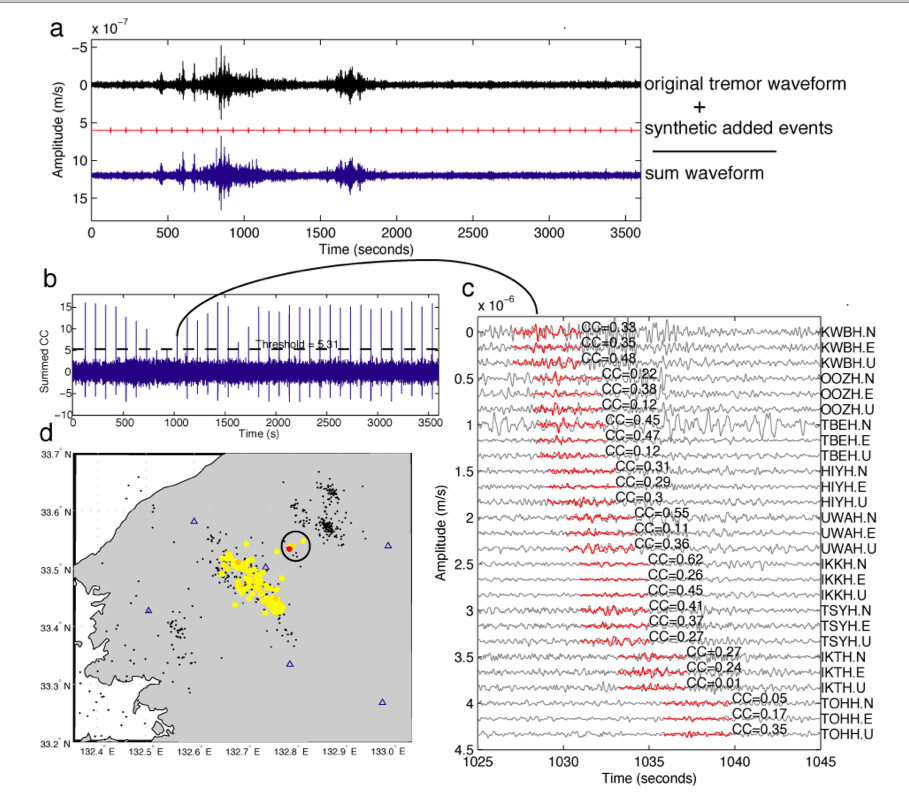 a
x 10⁻⁷
−5
0
5
10
15
Amplitude (m/s)
0 500 1000 1500 2000 2500 3000 3500
Time (seconds)
original tremor waveform
+
synthetic added events
sum waveform
b
15
10
5
0
−5
−10
Summed CC
Threshold = 5.31
0 500 1000 1500 2000 2500 3000 3500
Time (s)
c
x 10⁻⁶
0
0.5
1
1.5
2
2.5
3
3.5
4
4.5
Amplitude (m/s)
CC=0.33 KWBH.N
CC=0.35 KWBH.E
CC=0.48 KWBH.U
CC=0.22 OOZH.N
CC=0.38 OOZH.E
CC=0.12 OOZH.U
CC=0.45 TBEH.N
CC=0.47 TBEH.E
CC=0.12 TBEH.U
CC=0.31 HIYH.N
CC=0.29 HIYH.E
CC=0.3 HIYH.U
CC=0.55 UWAH.N
CC=0.11 UWAH.E
CC=0.36 UWAH.U
CC=0.62 IKKH.N
CC=0.26 IKKH.E
CC=0.45 IKKH.U
CC=0.41 TSYH.N
CC=0.37 TSYH.E
CC=0.27 TSYH.U
CC=0.27 IKTH.N
CC=0.24 IKTH.E
CC=0.01 IKTH.U
CC=0.05 TOHH.N
CC=0.17 TOHH.E
CC=0.35 TOHH.U
1025 1030 1035 1040 1045
Time (seconds)
d
33.7° N
33.6° N
33.5° N
33.4° N
33.3° N
33.2° N
132.4° E 132.5° E 132.6° E 132.7° E 132.8° E 132.9° E 133.0° E